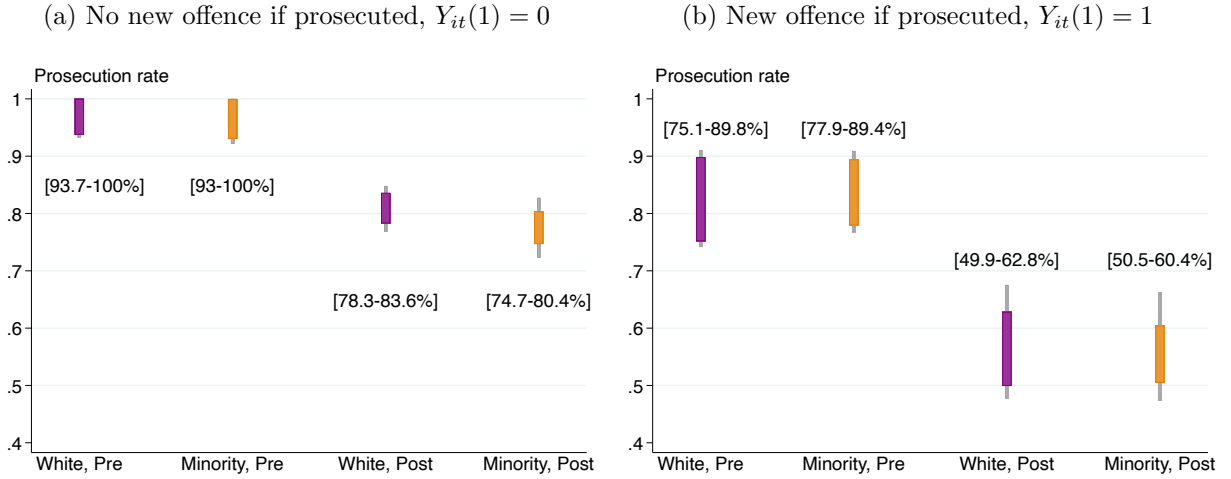 (a) No new offence if prosecuted, Y_{it}(1) = 0
Prosecution rate
1
.9
.8
.7
.6
.5
.4
[93.7-100%]
[93-100%]
[78.3-83.6%]
[74.7-80.4%]
White, Pre
Minority, Pre
White, Post
Minority, Post
(b) New offence if prosecuted, Y_{it}(1) = 1
Prosecution rate
1
.9
.8
.7
.6
.5
.4
[75.1-89.8%]
[77.9-89.4%]
[49.9-62.8%]
[50.5-60.4%]
White, Pre
Minority, Pre
White, Post
Minority, Post